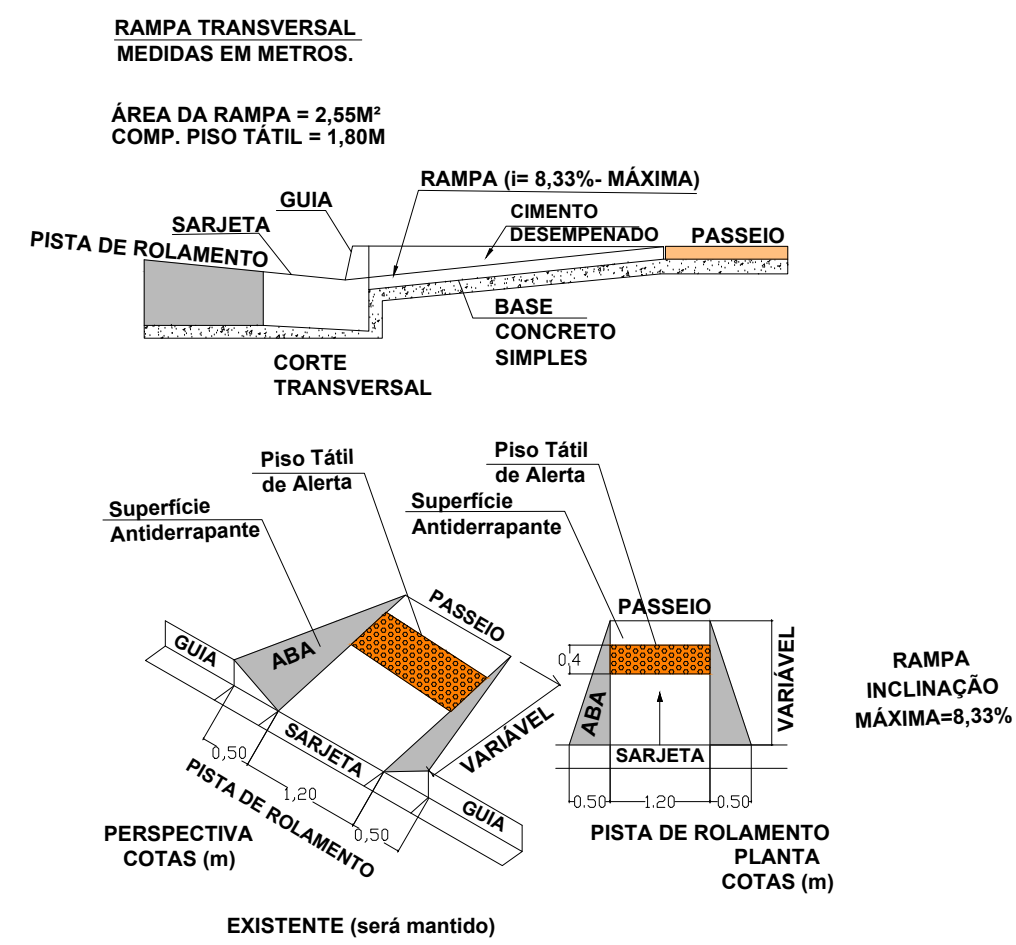 RAMPA TRANSVERSAL
MEDIDAS EM METROS.
ÁREA DA RAMPA = 2,55M²
COMP. PISO TÁTIL = 1,80M
RAMPA (i= 8,33%- MÁXIMA)
GUIA
CIMENTO
DESEMPENADO
SARJETA
PASSEIO
PISTA DE ROLAMENTO
BASE
CONCRETO
SIMPLES
CORTE
TRANSVERSAL
Piso Tátil
de Alerta
Superfície
Antiderrapante
PASSEIO
ABA
GUIA
SARJETA
VARIÁVEL
0,50
1,20
0,50
PISTA DE ROLAMENTO
GUIA
PERSPECTIVA
COTAS (m)
Piso Tátil
de Alerta
Superfície
Antiderrapante
PASSEIO
0,4
ABA
VARIÁVEL
SARJETA
0.50
1.20
0.50
PISTA DE ROLAMENTO
PLANTA
COTAS (m)
RAMPA
INCLINAÇÃO
MÁXIMA=8,33%
EXISTENTE (será mantido)